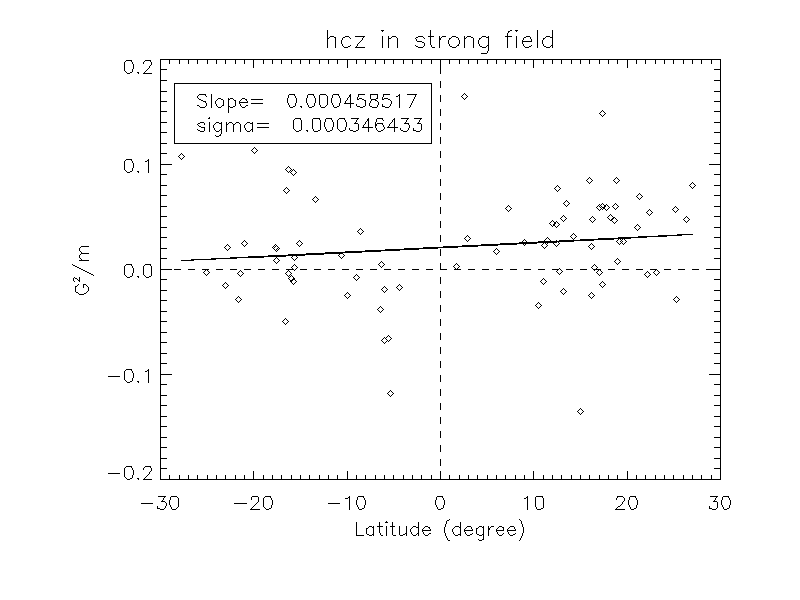 hcz in strong field
0.2
Slope= 0.000458517
sigma= 0.000346433
0.1
0.0
−0.1
−0.2
G²/m
−30 −20 −10 0 10 20 30
Latitude (degree)